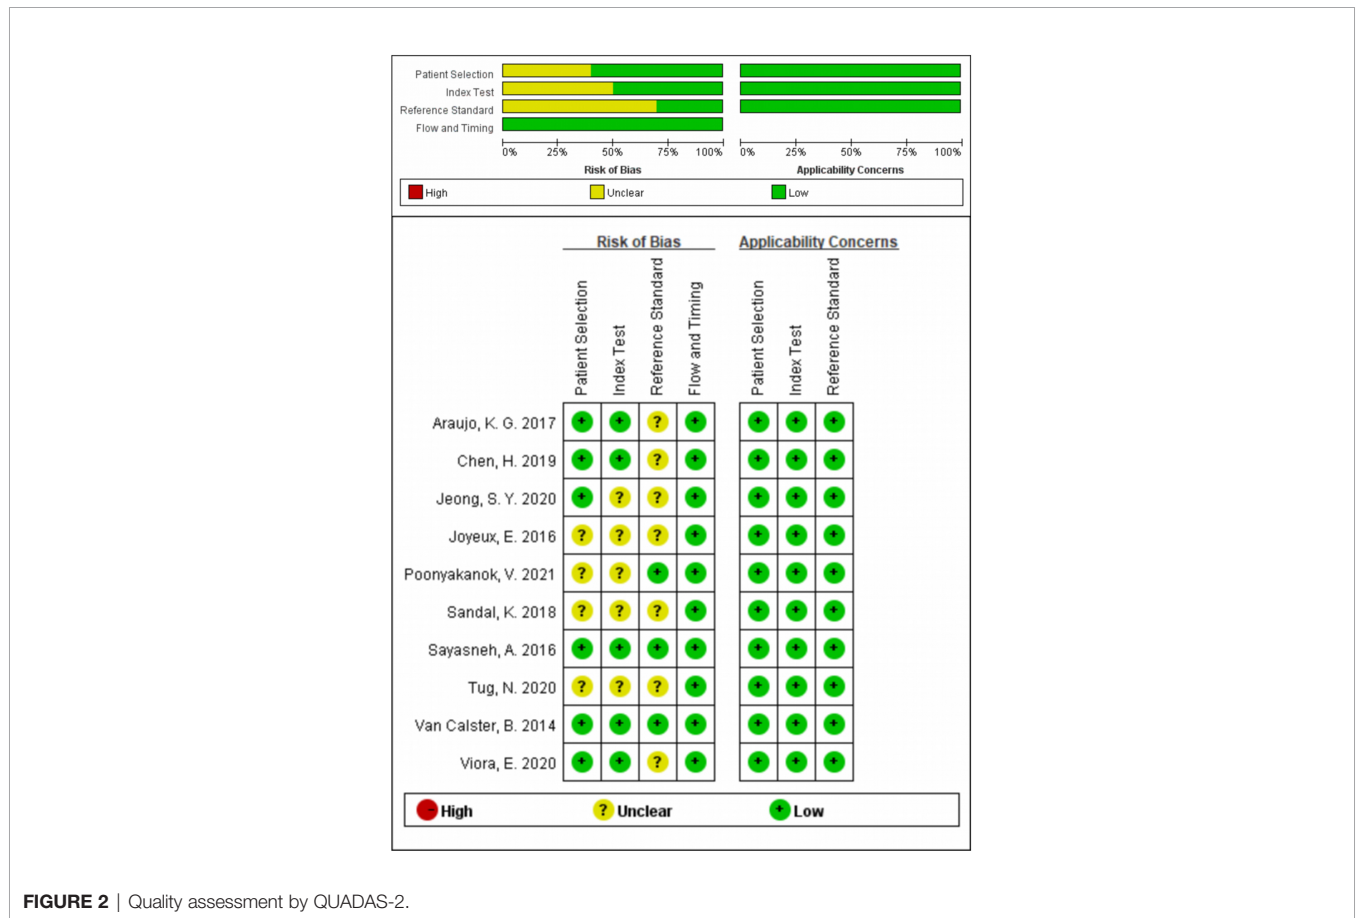 Patient Selection
Index Test
Reference Standard
Flow and Timing
0% 25% 50% 75% 100% 0% 25% 50% 75% 100%
Risk of Bias Applicability Concerns
High Unclear Low
Risk of Bias Applicability Concerns
Patient Selection
Index Test
Reference Standard
Flow and Timing
Patient Selection
Index Test
Reference Standard
Araujo, K. G. 2017 + + ? + + + +
Chen, H. 2019 + + ? + + + +
Jeong, S. Y. 2020 + ? ? + + + +
Joyeux, E. 2016 ? ? ? + + + +
Poonyakanok, V. 2021 ? ? + + + + +
Sandal, K. 2018 ? ? ? + + + +
Sayasneh, A. 2016 + + + + + + +
Tug, N. 2020 ? ? ? + + + +
Van Calster, B. 2014 + + + + + + +
Viora, E. 2020 + + ? + + + +
- High ? Unclear + Low
FIGURE 2 | Quality assessment by QUADAS-2.